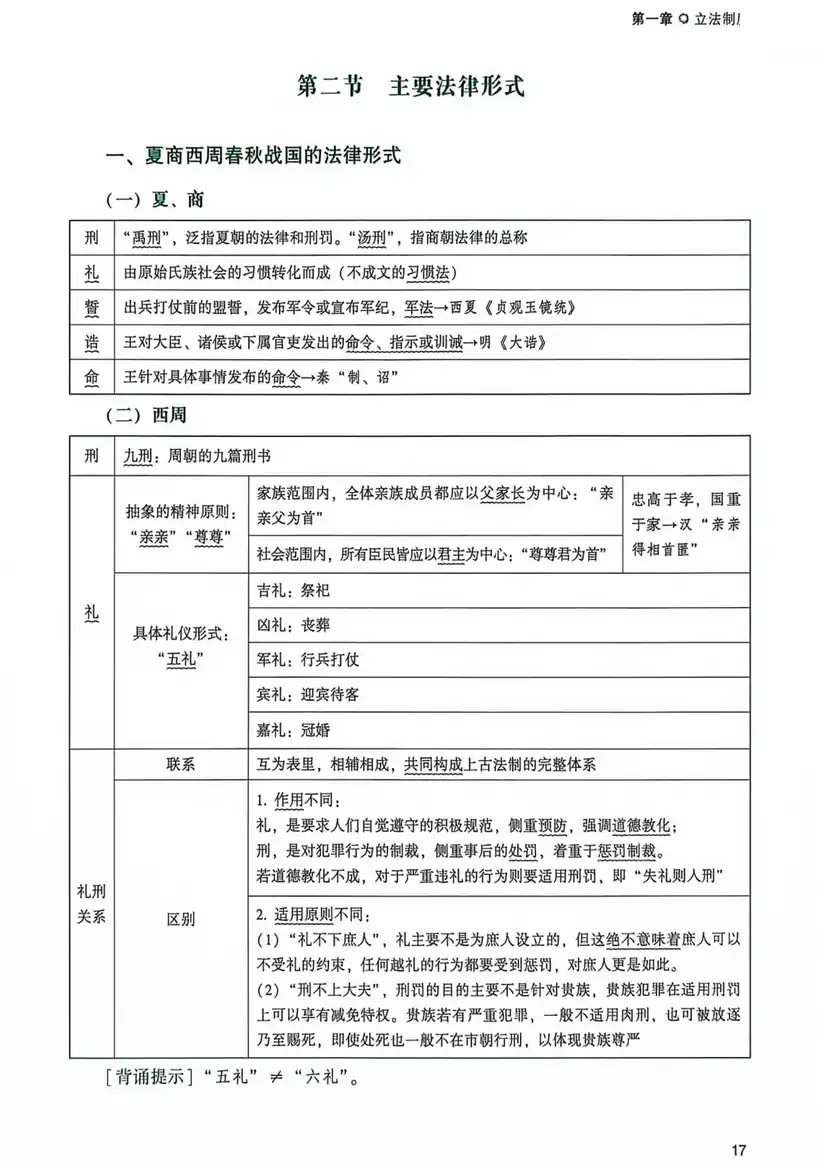 第一章 立法制度
第二节 主要法律形式
一、夏商西周春秋战国的法律形式
（一）夏、商
刑 “禹刑”，泛指夏朝的法律和刑罚。“汤刑”，指商朝法律的总称
礼 由原始氏族社会的习惯转化而成（不成文的习惯法）
誓 出兵打仗前的盟誓，发布军令或宣布军纪，军法→西夏《贞观玉镜统》
诰 王对大臣、诸侯或下属官吏发出的命令、指示或训诫→明《大诰》
命 王针对具体事情发布的命令→秦“制、诏”
（二）西周
刑 九刑：周朝的九篇刑书
礼
抽象的精神原则：
“亲亲”“尊尊”
家族范围内，全体亲族成员都应以父家长为中心：“亲
亲父为首”
社会范围内，所有臣民皆应以君主为中心：“尊尊君为首”
忠高于孝，国重
于家→汉“亲亲
得相首匿”
具体礼仪形式：
“五礼”
吉礼：祭祀
凶礼：丧葬
军礼：行兵打仗
宾礼：迎宾待客
嘉礼：冠婚
礼刑
关系
联系 互为表里，相辅相成，共同构成上古法制的完整体系
区别
1. 作用不同：
礼，是要求人们自觉遵守的积极规范，侧重预防，强调道德教化；
刑，是对犯罪行为的制裁，侧重事后的处罚，着重于惩罚制裁。
若道德教化不成，对于严重违礼的行为则要适用刑罚，即“失礼则入刑”
2. 适用原则不同：
（1）“礼不下庶人”，礼主要不是为庶人设立的，但这绝不意味着庶人可以
不受礼的约束，任何越礼的行为都要受到惩罚，对庶人更是如此。
（2）“刑不上大夫”，刑罚的目的主要不是针对贵族，贵族犯罪在适用刑罚
上可以享有减免特权。贵族若有严重犯罪，一般不适用肉刑，也可被放逐
乃至赐死，即使处死也一般不在市朝行刑，以体现贵族尊严
[背诵提示]“五礼”≠“六礼”。
17